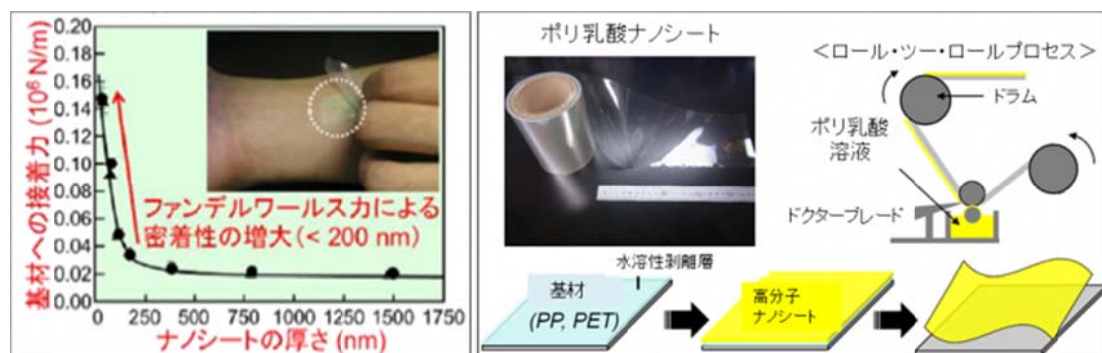 0.20
0.18
0.16
0.14
0.12
0.10
0.08
0.06
0.04
0.02
0.00
基材への接着力 (10⁶ N/m)
ファンデルワールス力による
密着性の増大(< 200 nm)
0
250
500
750
1000
1250
1500
1750
ナノシートの厚さ(nm)
ポリ乳酸ナノシート
<ロール・ツー・ロールプロセス>
ドラム
ポリ乳酸
溶液
ドクターブレード
水溶性剥離層
基材
(PP, PET)
高分子
ナノシート